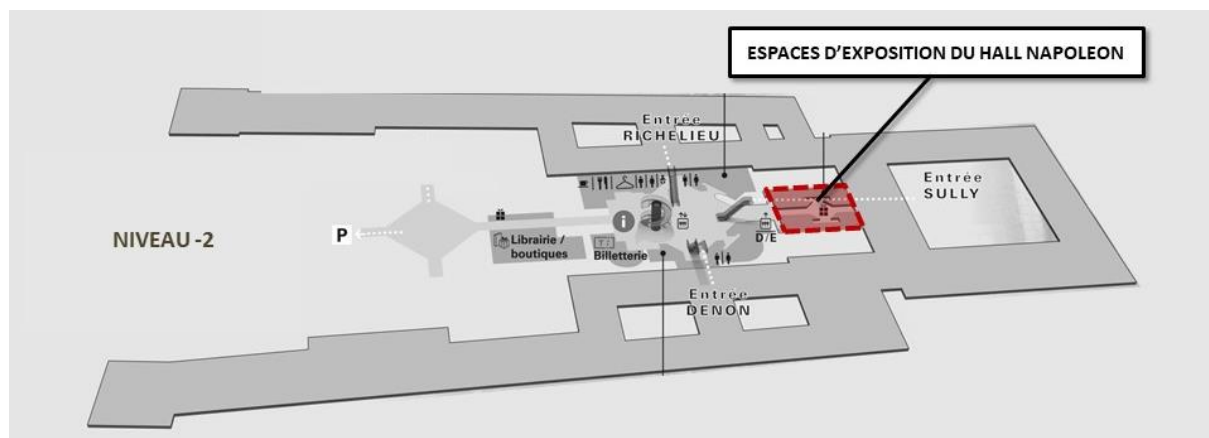 ESPACES D'EXPOSITION DU HALL NAPOLEON
Entrée
RICHELIEU
Entrée
SULLY
NIVEAU -2
P
i
Librairie /
boutiques
Billetterie
D/E
Entrée
DENON